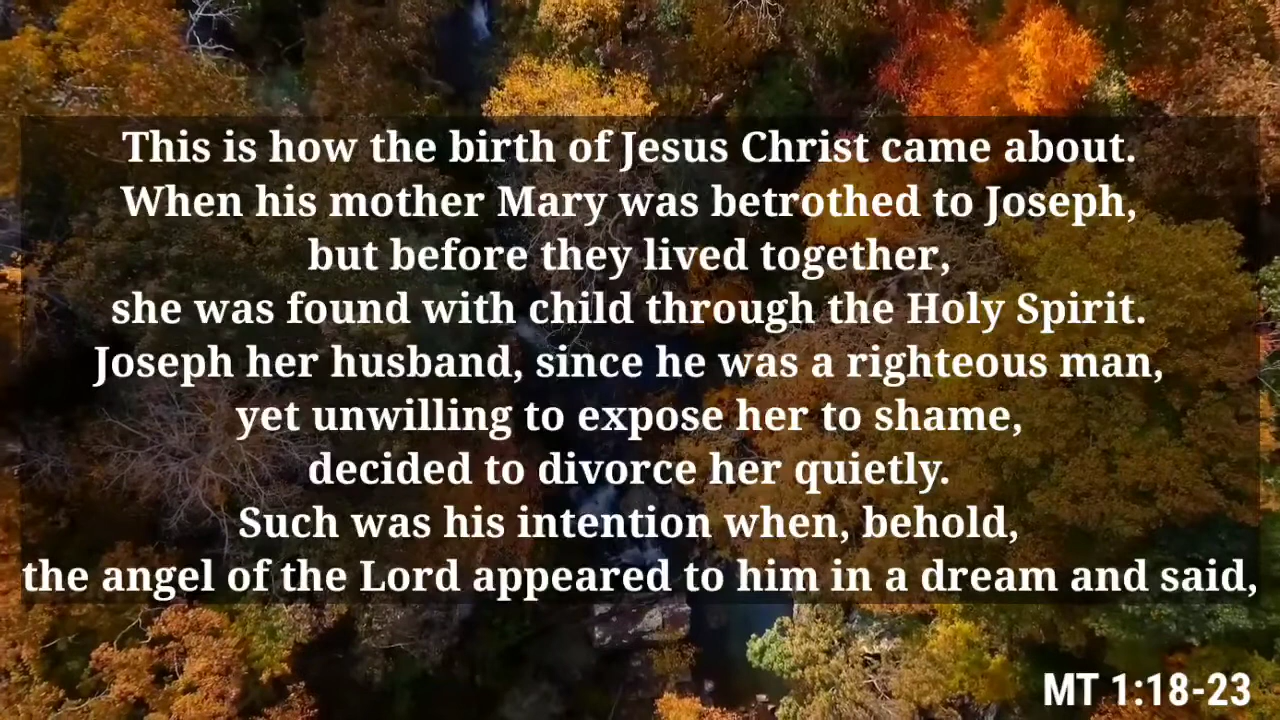 This is how the birth of Jesus Christ came about.
When his mother Mary was betrothed to Joseph,
but before they lived together,
she was found with child through the Holy Spirit.
Joseph her husband, since he was a righteous man,
yet unwilling to expose her to shame,
decided to divorce her quietly.
Such was his intention when, behold,
the angel of the Lord appeared to him in a dream and said,
MT 1:18-23